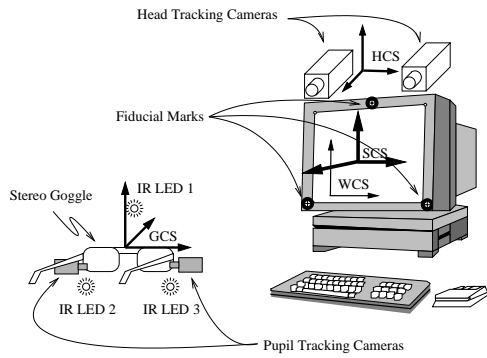 Head Tracking Cameras
HCS
Fiducial Marks
SCS
WCS
IR LED 1
Stereo Goggle
GCS
IR LED 2
IR LED 3
Pupil Tracking Cameras